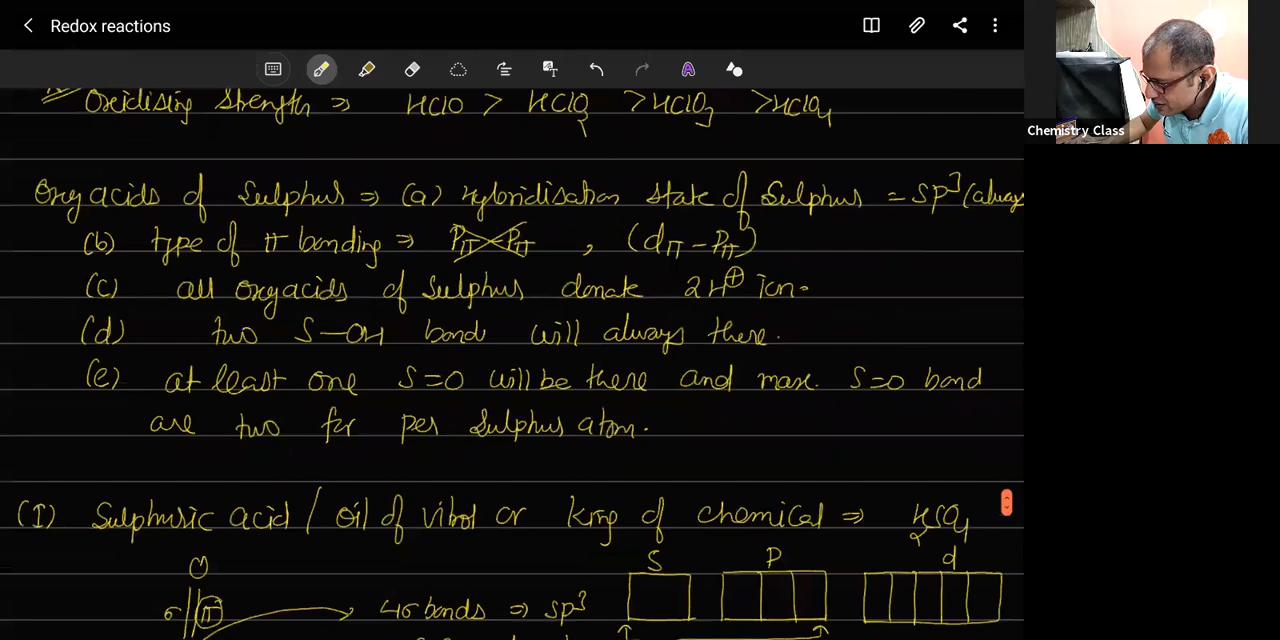 Redox reactions
Chemistry Class
Oxidising strength ⇒ HClO > HClO2 > HClO3 > HClO4
Oxyacids of Sulphur ⇒ (a) Hybridisation state of Sulphur = SP³ (always
(b) type of π bonding ⇒ Pπ-Pπ , (dπ-Pπ)
(c) all oxyacids of Sulphur donate 2H⊕ ion.
(d) two S-OH bond will always there.
(e) at least one S=O will be there and max. S=O bond
are two for per Sulphur atom.
(I) Sulphuric acid / oil of vitriol or king of chemical ⇒ H2SO4
O S P d
σ || π 4σ bonds ⇒ sp³